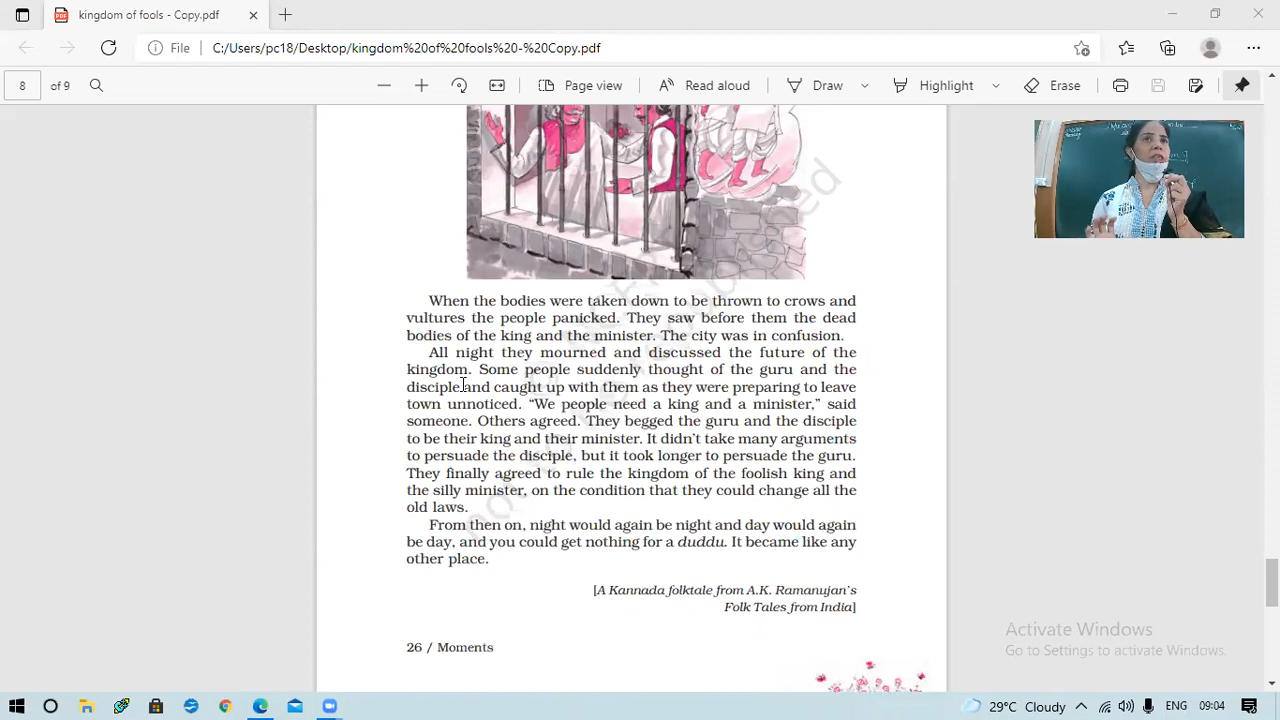 kingdom of fools - Copy.pdf
File
C:/Users/pc18/Desktop/kingdom%20of%20fools%20-%20Copy.pdf
8 of 9
Page view
Read aloud
Draw
Highlight
Erase
When the bodies were taken down to be thrown to crows and
vultures the people panicked. They saw before them the dead
bodies of the king and the minister. The city was in confusion.
All night they mourned and discussed the future of the
kingdom. Some people suddenly thought of the guru and the
disciple and caught up with them as they were preparing to leave
town unnoticed. “We people need a king and a minister,” said
someone. Others agreed. They begged the guru and the disciple
to be their king and their minister. It didn’t take many arguments
to persuade the disciple, but it took longer to persuade the guru.
They finally agreed to rule the kingdom of the foolish king and
the silly minister, on the condition that they could change all the
old laws.
From then on, night would again be night and day would again
be day, and you could get nothing for a duddu. It became like any
other place.
[A Kannada folktale from A.K. Ramanujan’s
Folk Tales from India]
26 / Moments
Activate Windows
Go to Settings to activate Windows.
29°C Cloudy
ENG
09:04